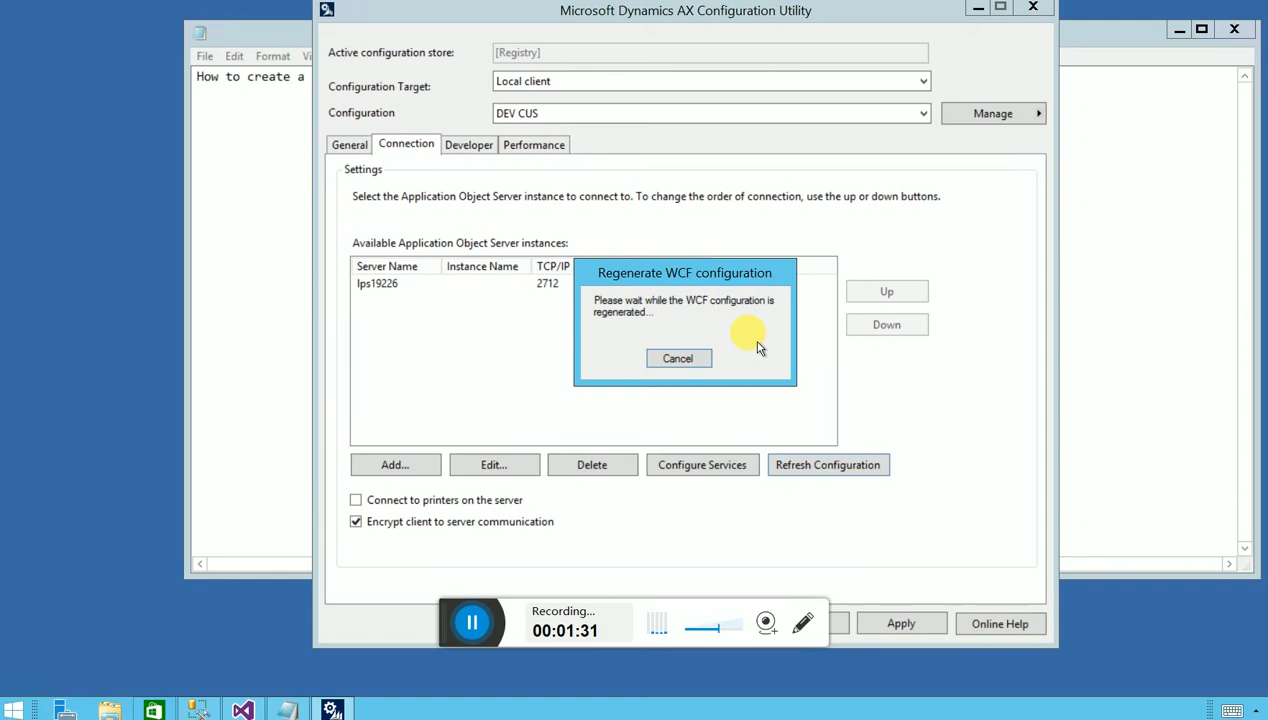 Microsoft Dynamics AX Configuration Utility
File Edit Format Vi
How to create a
Active configuration store: [Registry]
Configuration Target: Local client
Configuration DEV CUS Manage
General Connection Developer Performance
Settings
Select the Application Object Server instance to connect to. To change the order of connection, use the up or down buttons.
Available Application Object Server instances:
Server Name Instance Name TCP/IP
lps19226 2712
Regenerate WCF configuration
Please wait while the WCF configuration is
regenerated...
Cancel
Up
Down
Add... Edit... Delete Configure Services Refresh Configuration
Connect to printers on the server
Encrypt client to server communication
Recording...
00:01:31
Apply Online Help